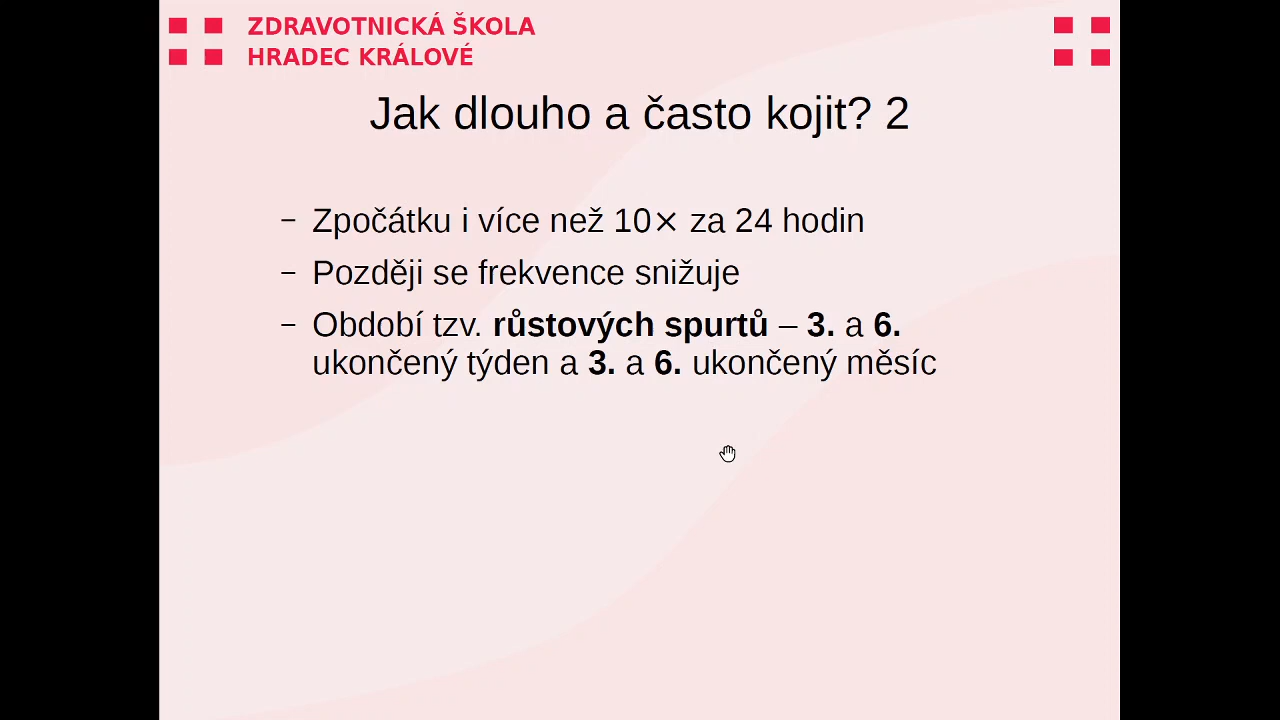 ZDRAVOTNICKÁ ŠKOLA
HRADEC KRÁLOVÉ
Jak dlouho a často kojit? 2
– Zpočátku i více než 10× za 24 hodin
– Později se frekvence snižuje
– Období tzv. růstových spurtů – 3. a 6.
ukončený týden a 3. a 6. ukončený měsíc